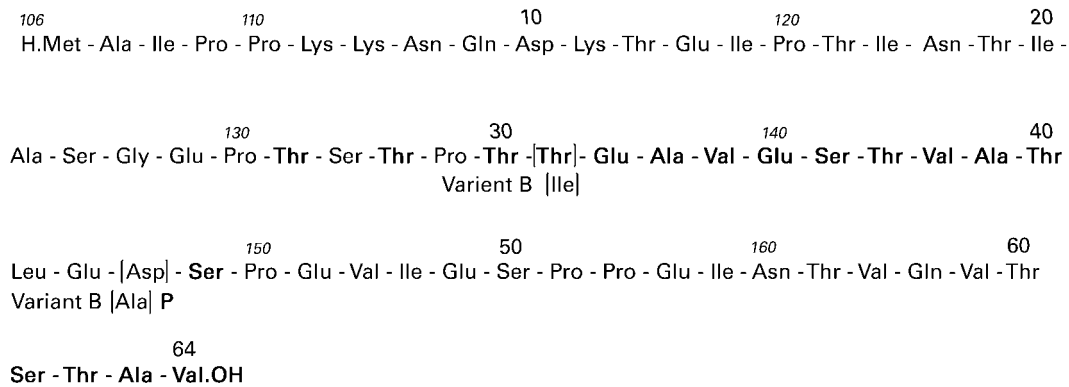 106 110 10 120 20
H.Met - Ala - Ile - Pro - Pro - Lys - Lys - Asn - Gln - Asp - Lys - Thr - Glu - Ile - Pro - Thr - Ile - Asn - Thr - Ile -
130 30 140 40
Ala - Ser - Gly - Glu - Pro - Thr - Ser - Thr - Pro - Thr - [Thr] - Glu - Ala - Val - Glu - Ser - Thr - Val - Ala - Thr
Varient B [Ile]
150 50 160 60
Leu - Glu - [Asp] - Ser - Pro - Glu - Val - Ile - Glu - Ser - Pro - Pro - Glu - Ile - Asn - Thr - Val - Gln - Val - Thr
Variant B [Ala] P
64
Ser - Thr - Ala - Val.OH